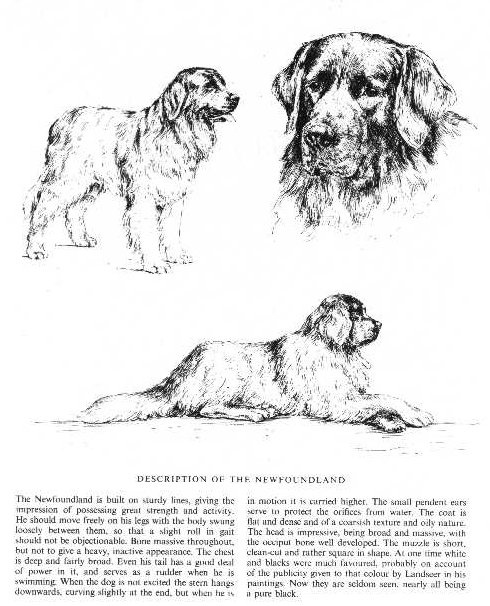 DESCRIPTION OF THE NEWFOUNDLAND
The Newfoundland is built on sturdy lines, giving the
impression of possessing great strength and activity.
He should move freely on his legs with the body swung
loosely between them, so that a slight roll in gait
should not be objectionable. Bone massive throughout,
but not to give a heavy, inactive appearance. The chest
is deep and fairly broad. Even his tail has a good deal
of power in it, and serves as a rudder when he is
swimming. When the dog is not excited the stern hangs
downwards, curving slightly at the end, but when he is
in motion it is carried higher. The small pendent ears
serve to protect the orifices from water. The coat is
flat and dense and of a coarsish texture and oily nature.
The head is impressive, being broad and massive, with
the occiput bone well developed. The muzzle is short,
clean-cut and rather square in shape. At one time white
and blacks were much favoured, probably on account
of the publicity given to that colour by Landseer in his
paintings. Now they are seldom seen, nearly all being
a pure black.